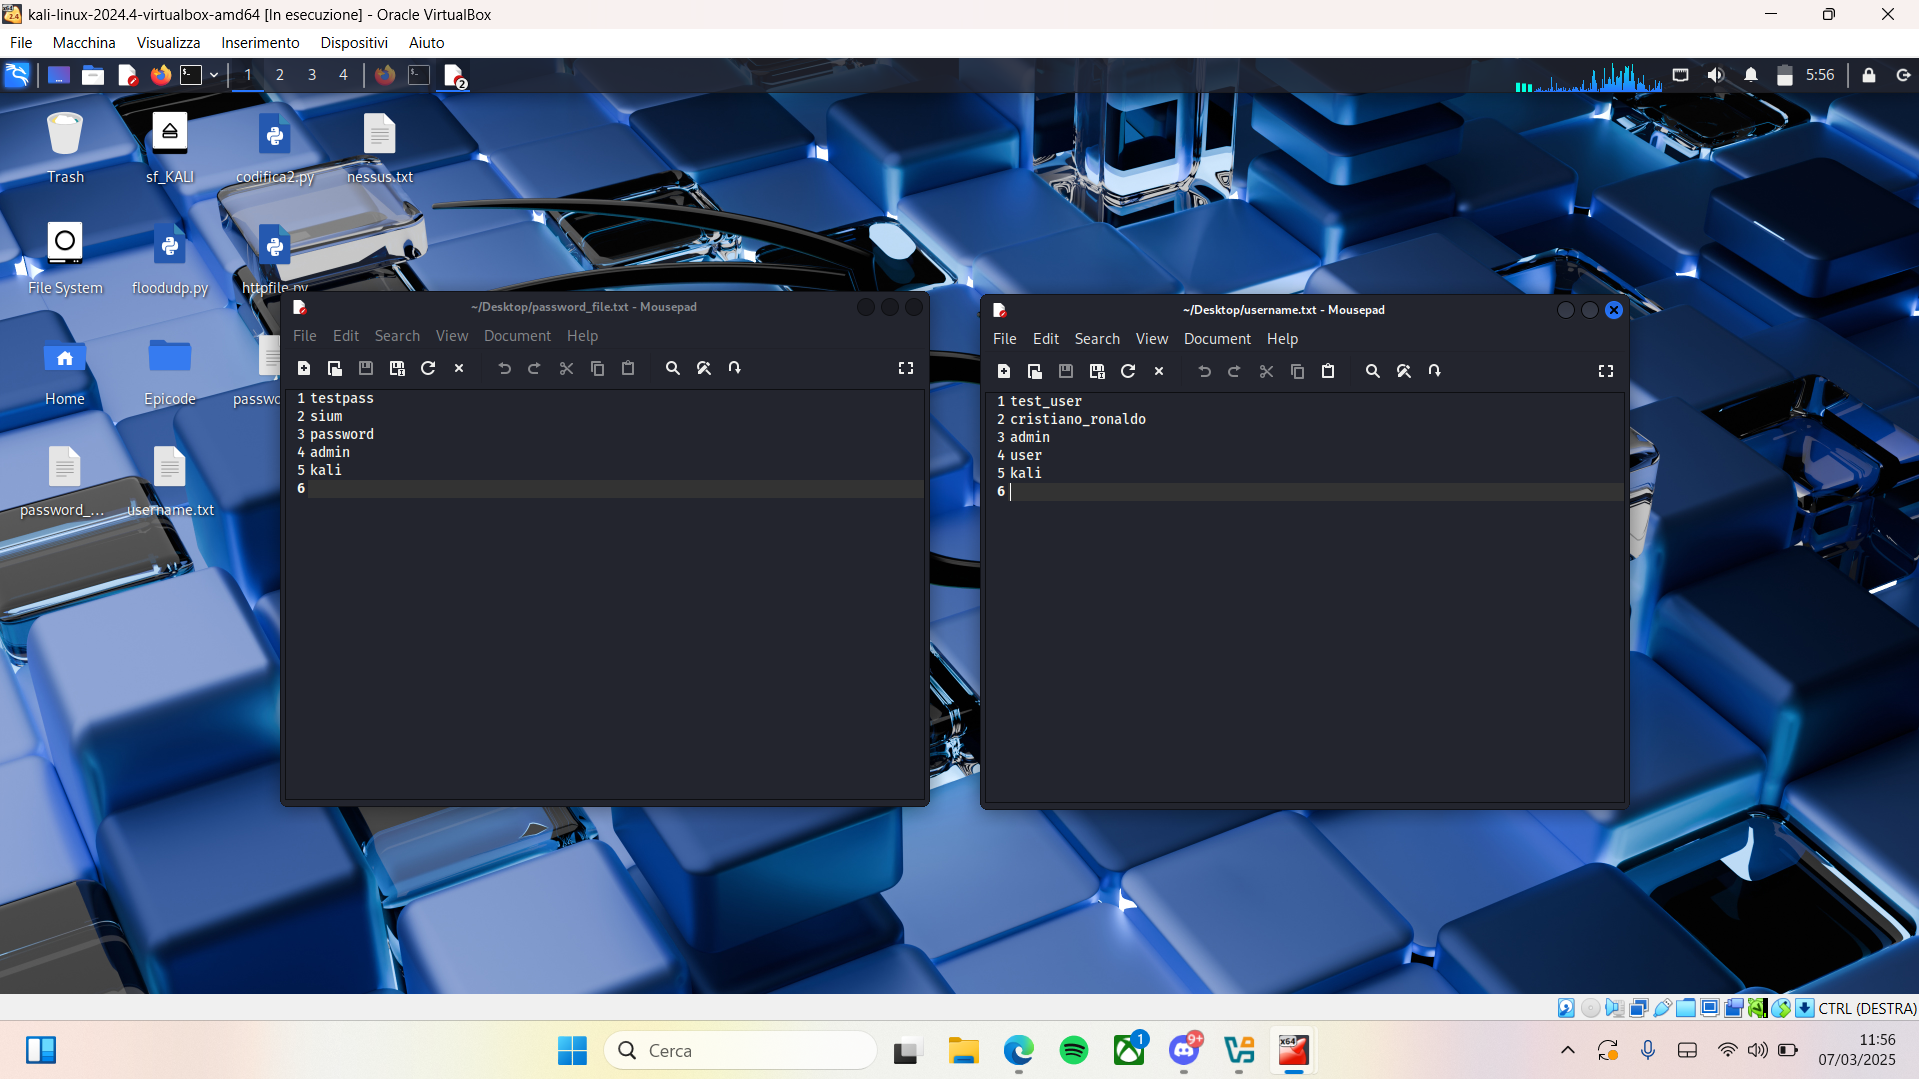 kali-linux-2024.4-virtualbox-amd64 [In esecuzione] - Oracle VirtualBox
File Macchina Visualizza Inserimento Dispositivi Aiuto
1 2 3 4 2 5:56
Trash sf_KALI codifica2.py nessus.txt
File System floodudp.py httpfile.py
Home Epicode passwo
password_... username.txt
~/Desktop/password_file.txt - Mousepad
File Edit Search View Document Help
1 testpass
2 sium
3 password
4 admin
5 kali
6
~/Desktop/username.txt - Mousepad
File Edit Search View Document Help
1 test_user
2 cristiano_ronaldo
3 admin
4 user
5 kali
6
CTRL (DESTRA)
Cerca
1
9+
x64
11:56
07/03/2025